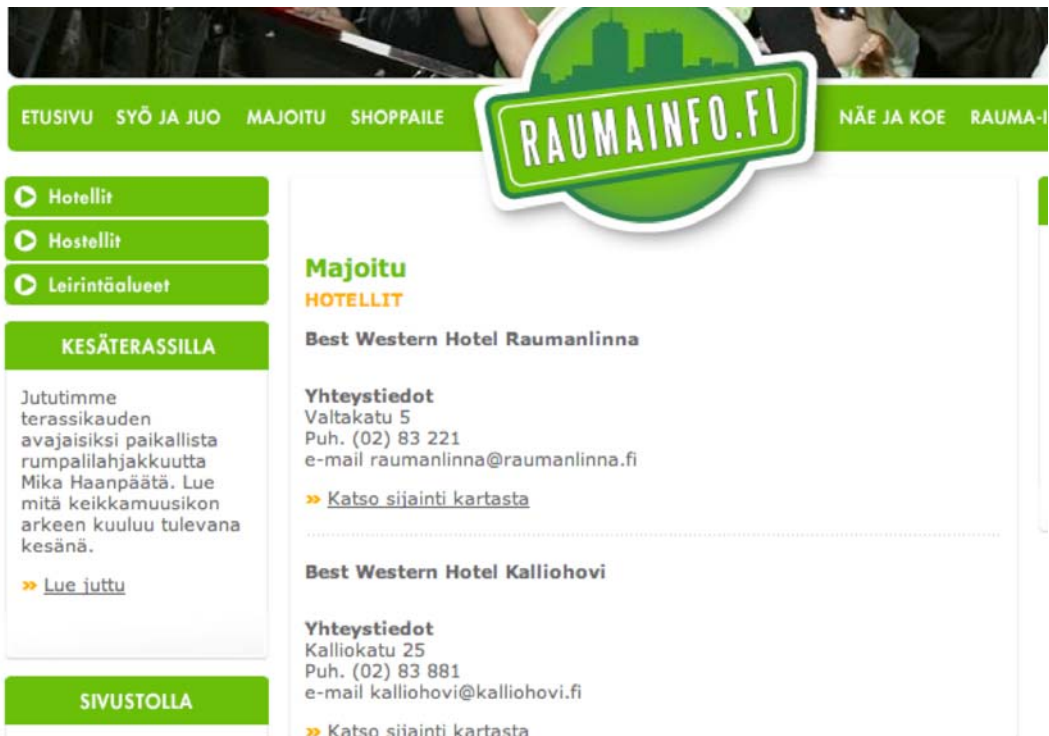 ETUSIVU SYÖ JA JUO MAJOITU SHOPPAILE
RAUMAINFO.FI
NÄE JA KOE RAUMA-I
Hotellit
Hostellit
Leirintäalueet
KESÄTERASSILLA
Jututimme
terassikauden
avajaisiksi paikallista
rumpalilahjakkuutta
Mika Haanpäätä. Lue
mitä keikkamuusikon
arkeen kuuluu tulevana
kesänä.
» Lue juttu
SIVUSTOLLA
Majoitu
HOTELLIT
Best Western Hotel Raumanlinna
Yhteystiedot
Valtakatu 5
Puh. (02) 83 221
e-mail raumanlinna@raumanlinna.fi
» Katso sijainti kartasta
Best Western Hotel Kalliohovi
Yhteystiedot
Kalliokatu 25
Puh. (02) 83 881
e-mail kalliohovi@kalliohovi.fi
» Katso sijainti kartasta